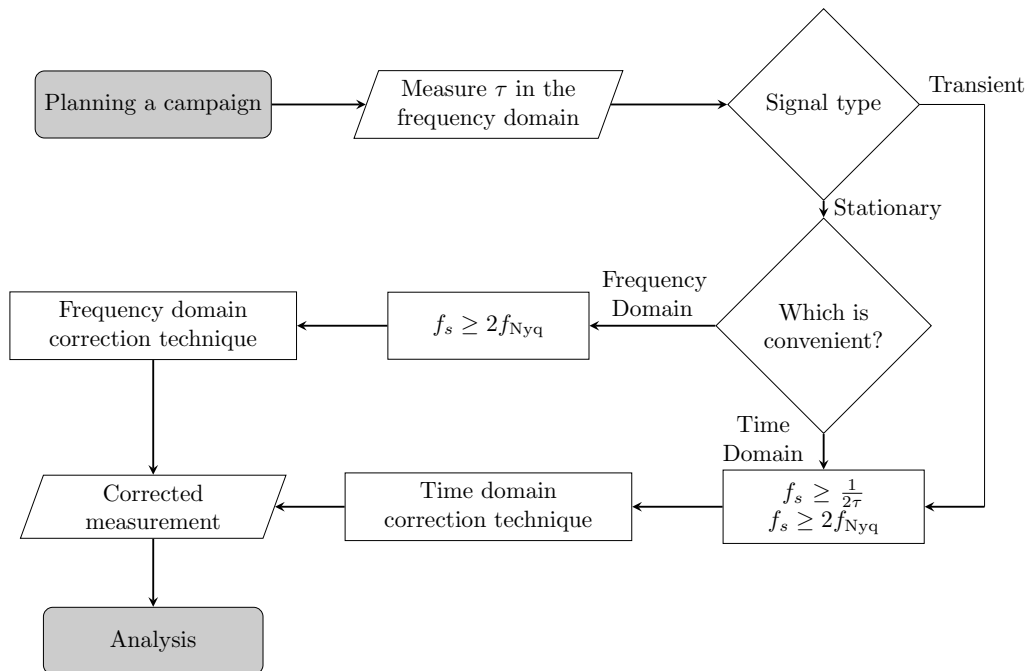 Planning a campaign
Measure τ in the
frequency domain
Signal type
Transient
Stationary
Which is
convenient?
Frequency
Domain
f_s ≥ 2f_Nyq
Frequency domain
correction technique
Time
Domain
f_s ≥ 1/(2τ)
f_s ≥ 2f_Nyq
Time domain
correction technique
Corrected
measurement
Analysis